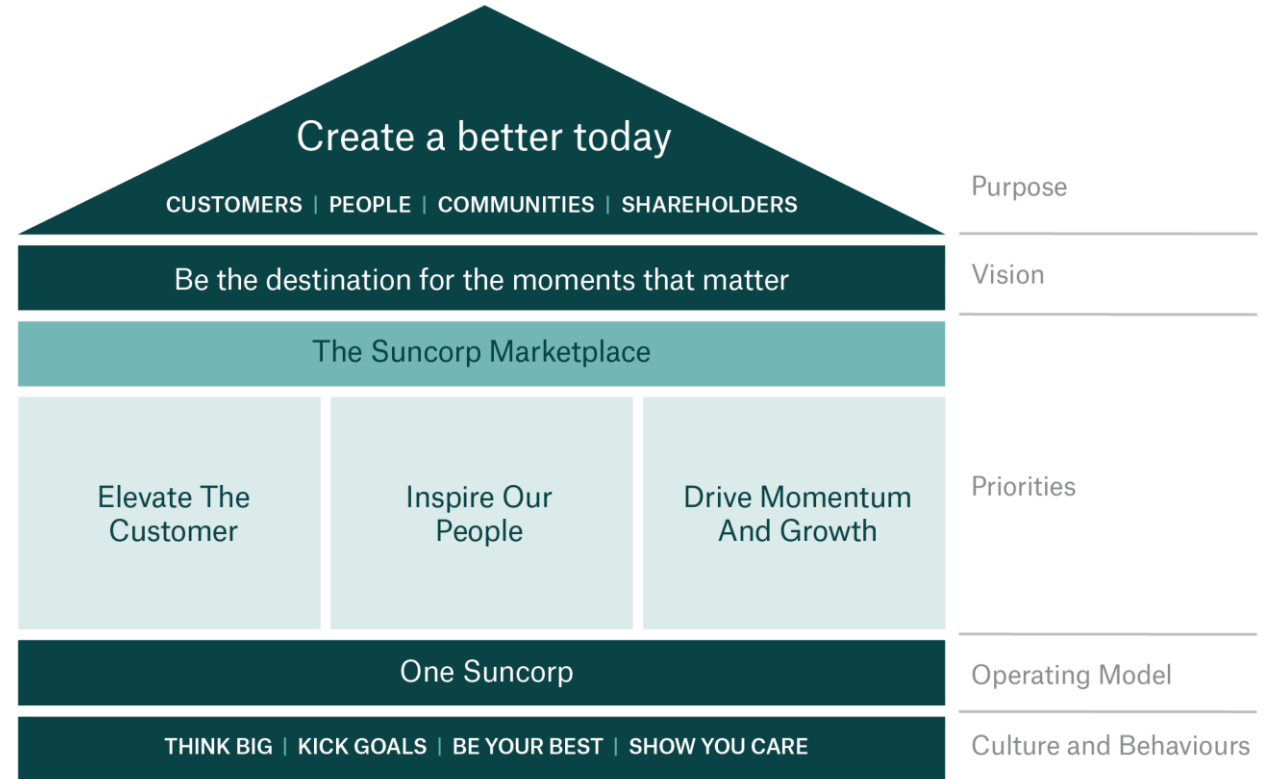 Create a better today
CUSTOMERS | PEOPLE | COMMUNITIES | SHAREHOLDERS
Purpose
Be the destination for the moments that matter
Vision
The Suncorp Marketplace
Elevate The
Customer
Inspire Our
People
Drive Momentum
And Growth
Priorities
One Suncorp
Operating Model
THINK BIG | KICK GOALS | BE YOUR BEST | SHOW YOU CARE
Culture and Behaviours